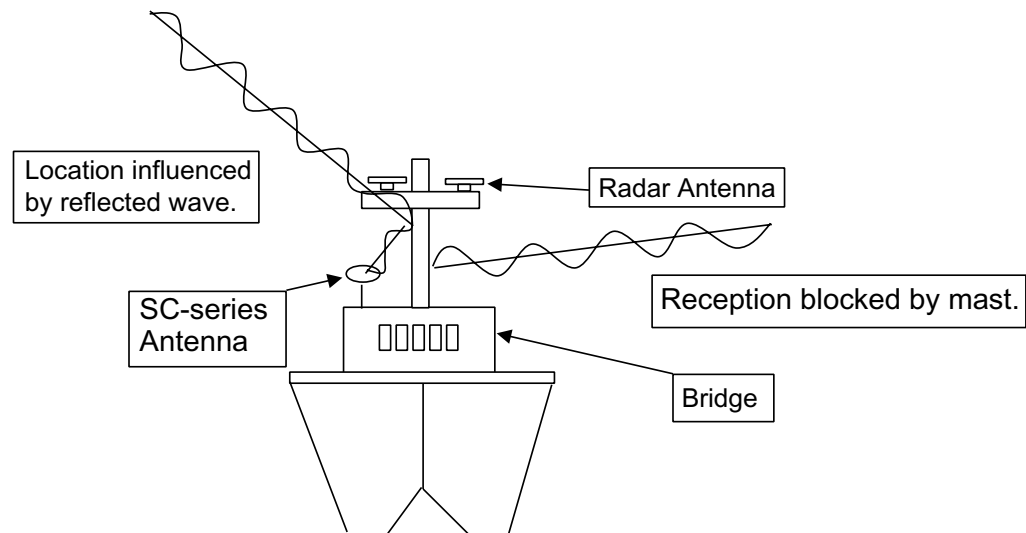 Location influenced
by reflected wave.
Radar Antenna
SC-series
Antenna
Reception blocked by mast.
Bridge